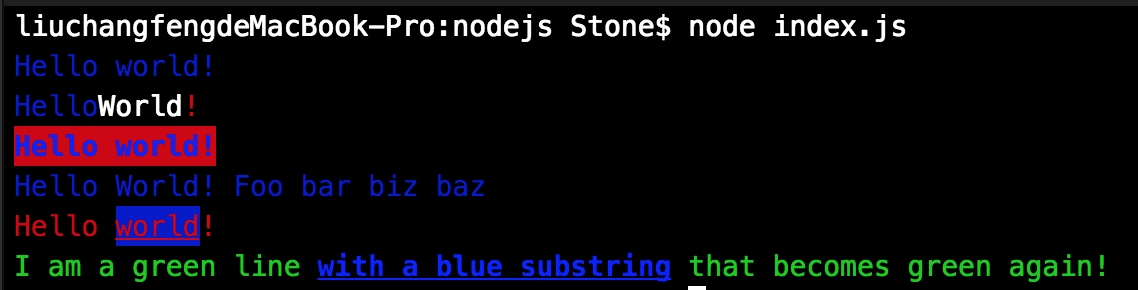 liuchangfengdeMacBook-Pro:nodejs Stone$ node index.js
Hello world!
HelloWorld!
Hello world!
Hello World! Foo bar biz baz
Hello world!
I am a green line with a blue substring that becomes green again!